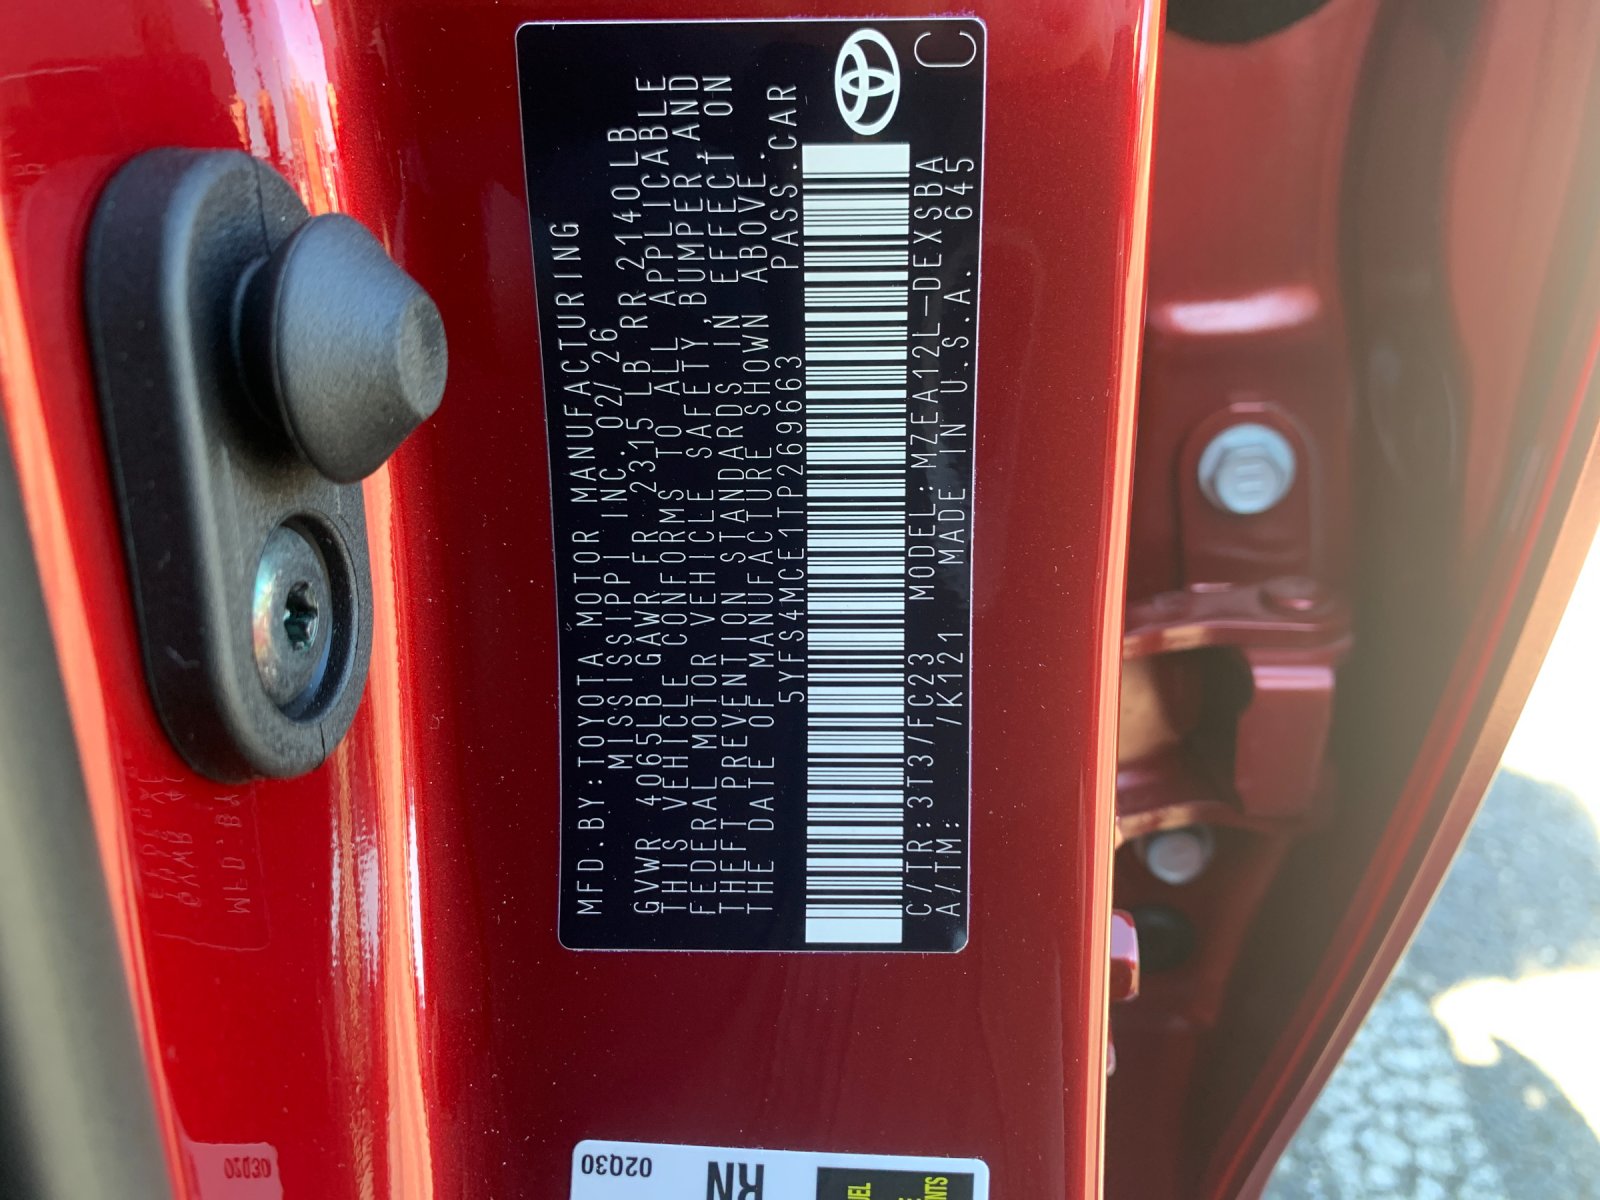 MFD.BY:TOYOTA MOTOR MANUFACTURING
MISSISSIPPI INC. 02/26
GVWR 4065LB GAWR FR 2315LB RR 2140LB
THIS VEHICLE CONFORMS TO ALL APPLICABLE
FEDERAL MOTOR VEHICLE SAFETY, BUMPER, AND
THEFT PREVENTION STANDARDS IN EFFECT ON
THE DATE OF MANUFACTURE SHOWN ABOVE.
5YFS4MCE1TP269663 PASS.CAR
C/TR:3T3/FC23 MODEL:MZEA12L-DEXSBA
A/TM: /K121 MADE IN U.S.A. 645
C
02Q30
RN